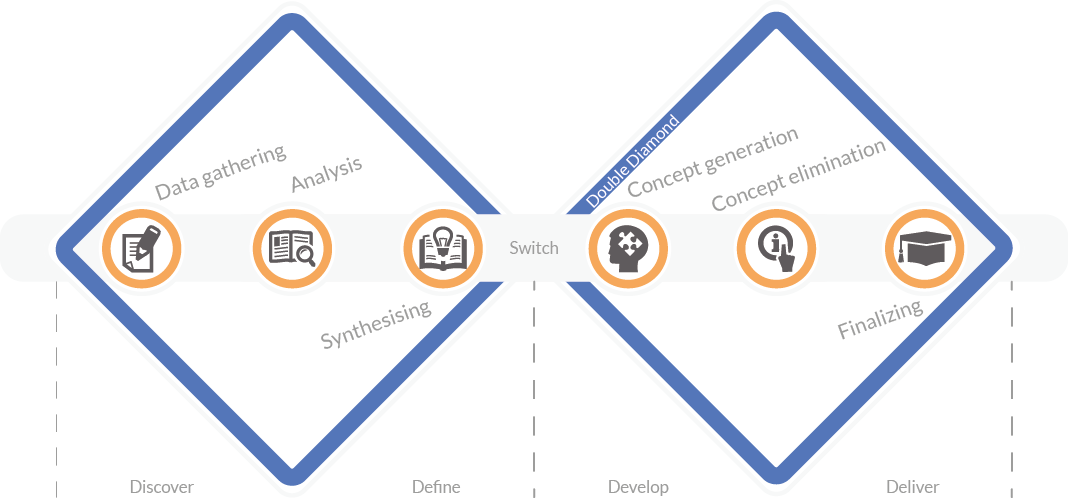 Double Diamond
Data gathering
Analysis
Concept generation
Concept elimination
Switch
Synthesising
Finalizing
Discover
Define
Develop
Deliver